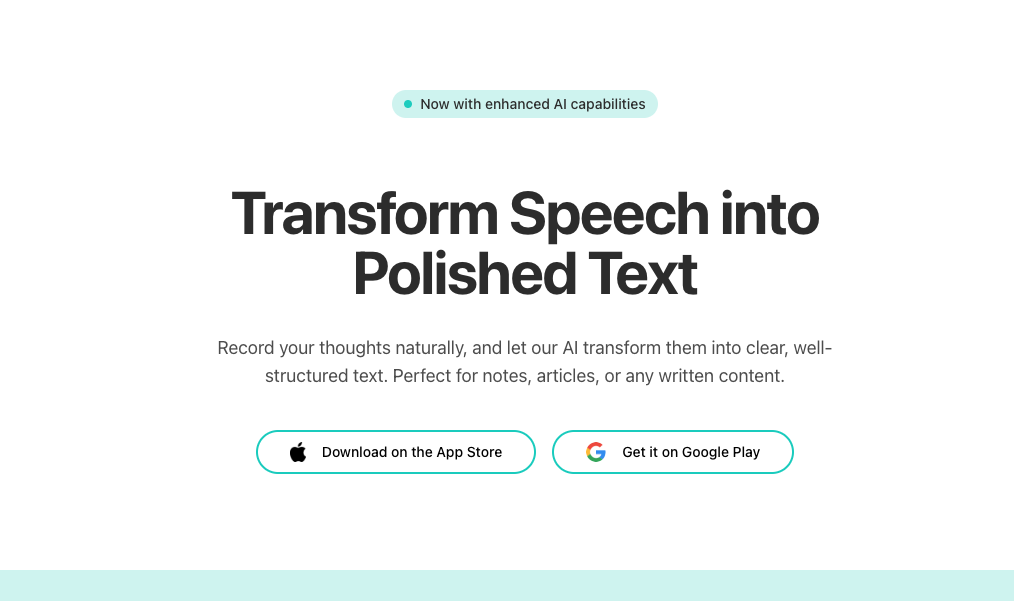 Now with enhanced AI capabilities
Transform Speech into
Polished Text
Record your thoughts naturally, and let our AI transform them into clear, well-
structured text. Perfect for notes, articles, or any written content.
Download on the App Store
Get it on Google Play